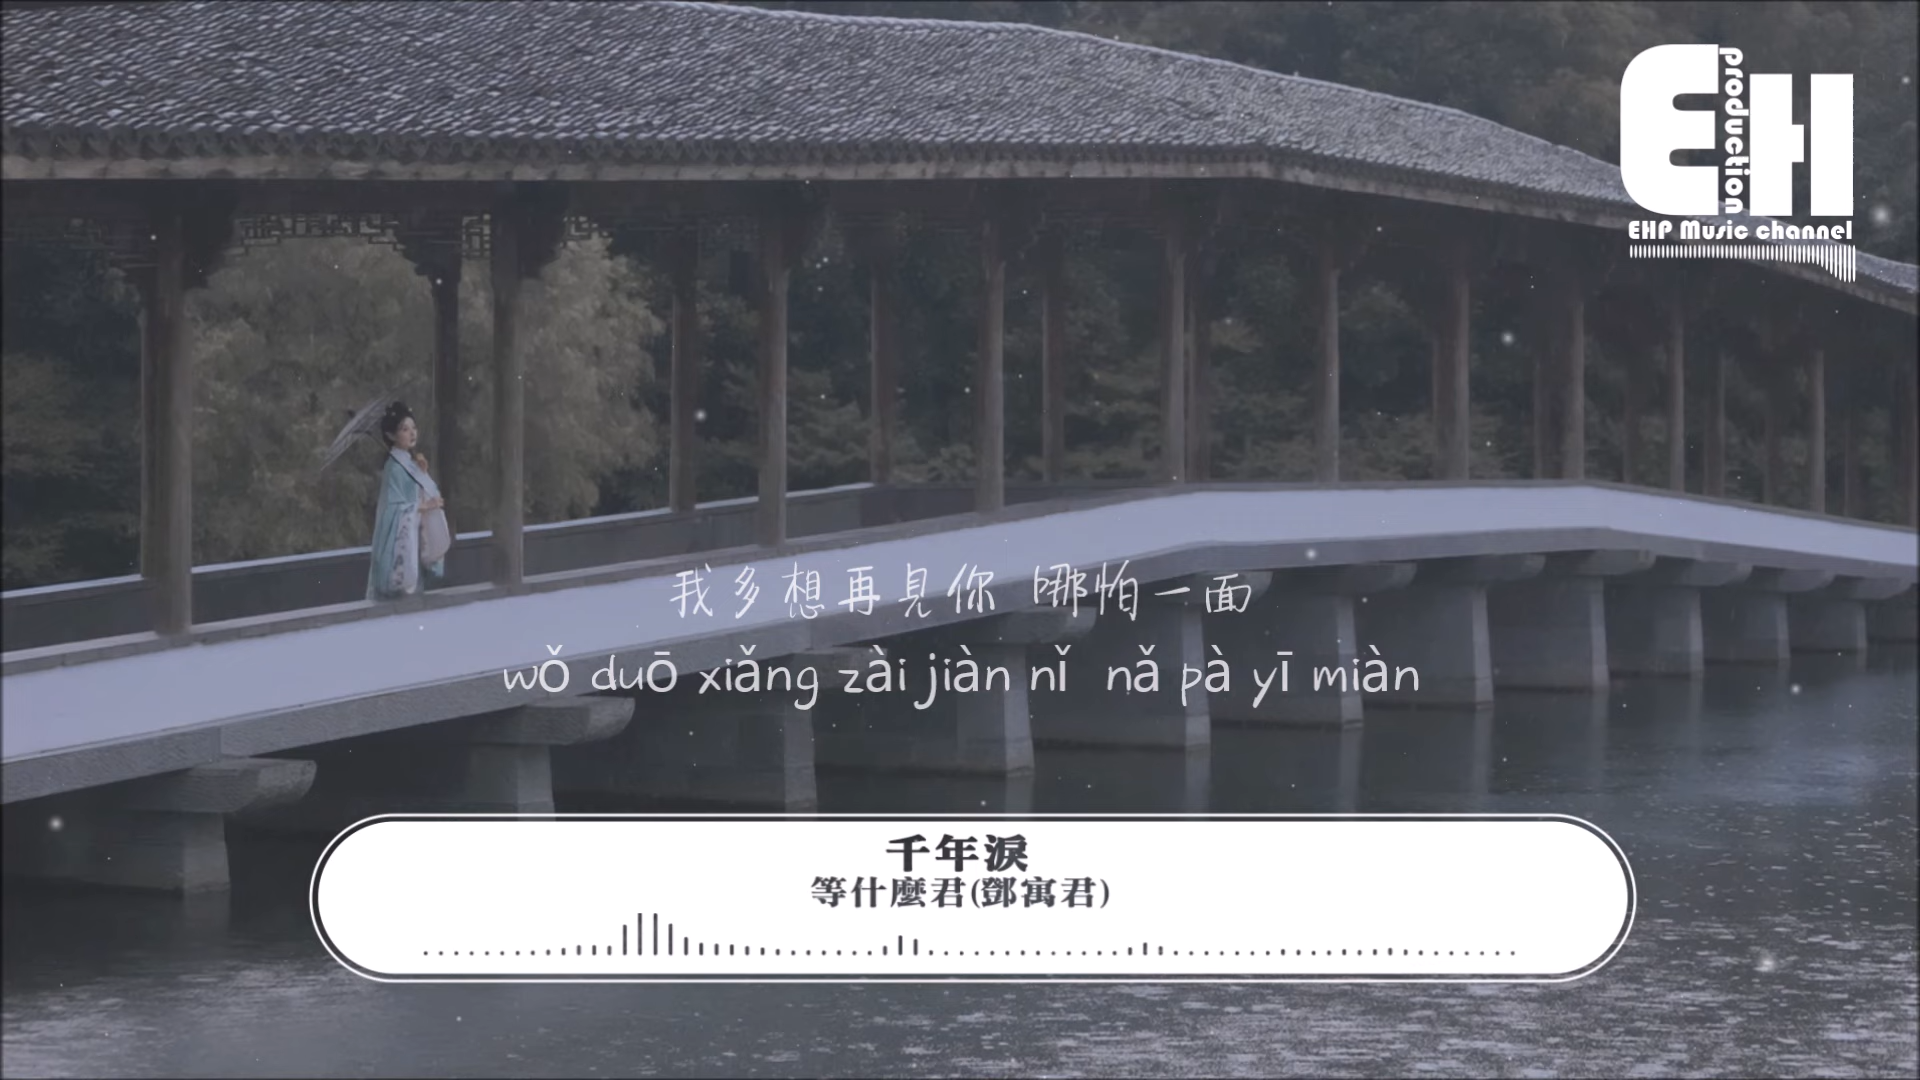 EH
production
EHP Music channel
我多想再見你 哪怕一面
wǒ duō xiǎng zài jiàn nǐ nǎ pà yī miàn
千年淚
等什麼君(鄧寓君)